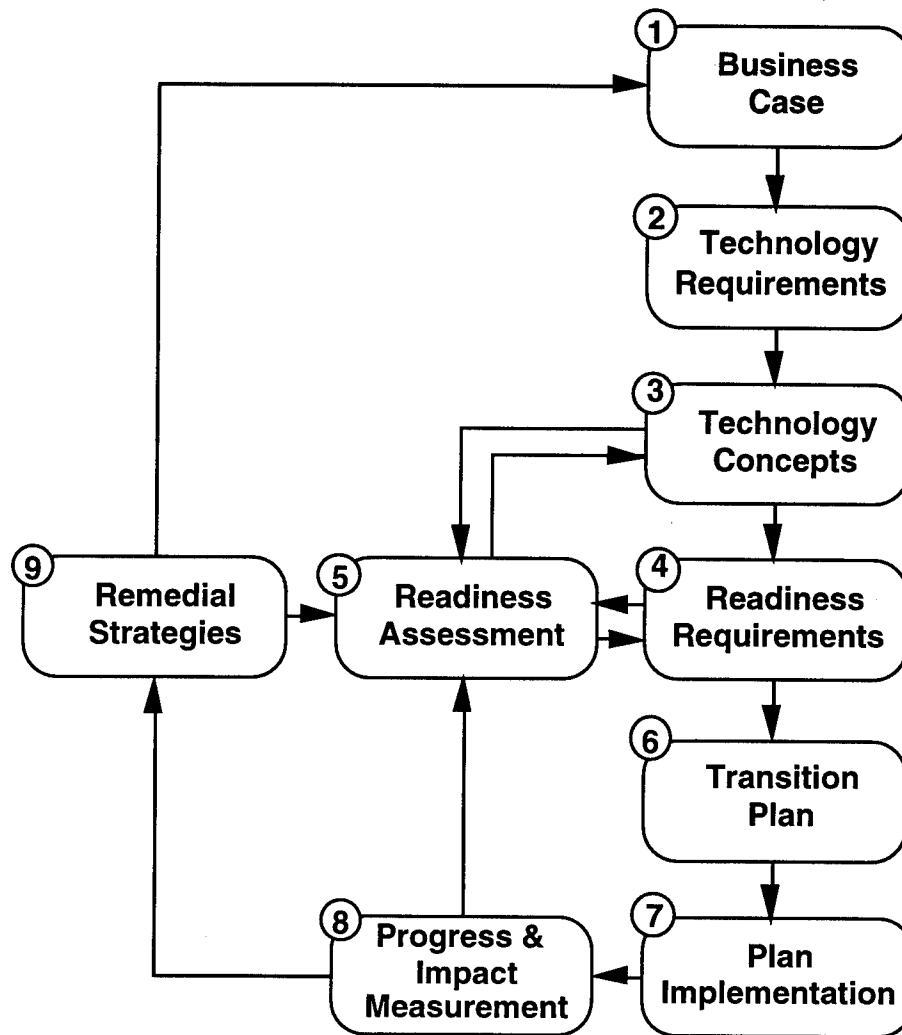 1
Business
Case
2
Technology
Requirements
3
Technology
Concepts
4
Readiness
Requirements
5
Readiness
Assessment
6
Transition
Plan
7
Plan
Implementation
8
Progress &
Impact
Measurement
9
Remedial
Strategies